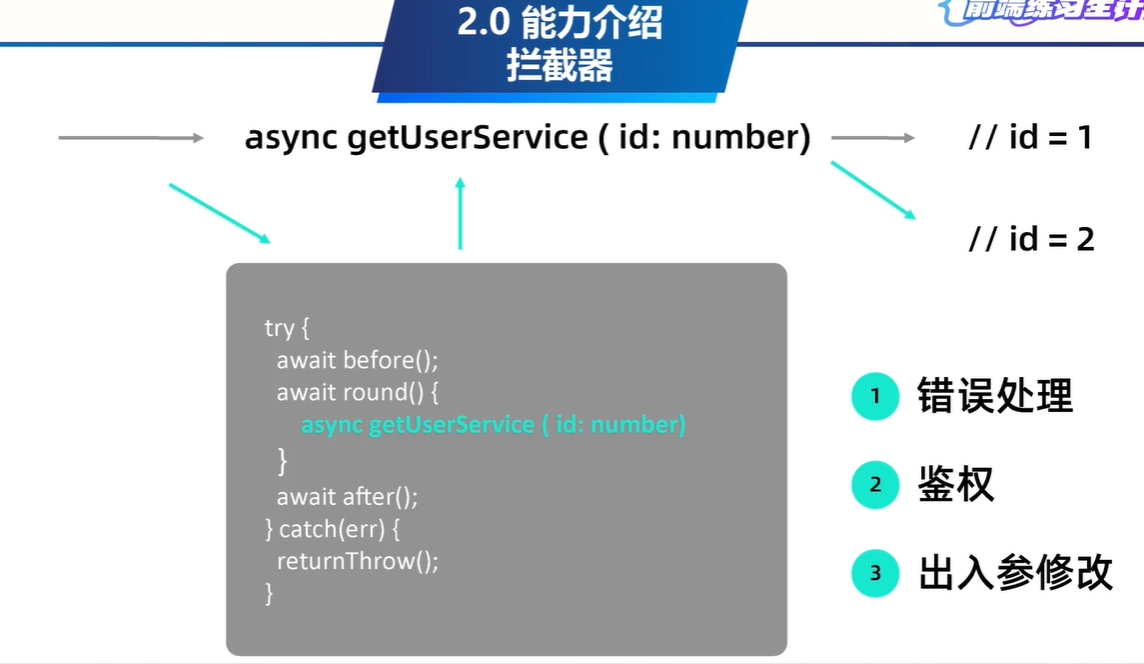 前端练习生计
2.0 能力介绍
拦截器
async getUserService ( id: number)
// id = 1
// id = 2
try {
await before();
await round() {
async getUserService ( id: number)
}
await after();
} catch(err) {
returnThrow();
}
1 错误处理
2 鉴权
3 出入参修改